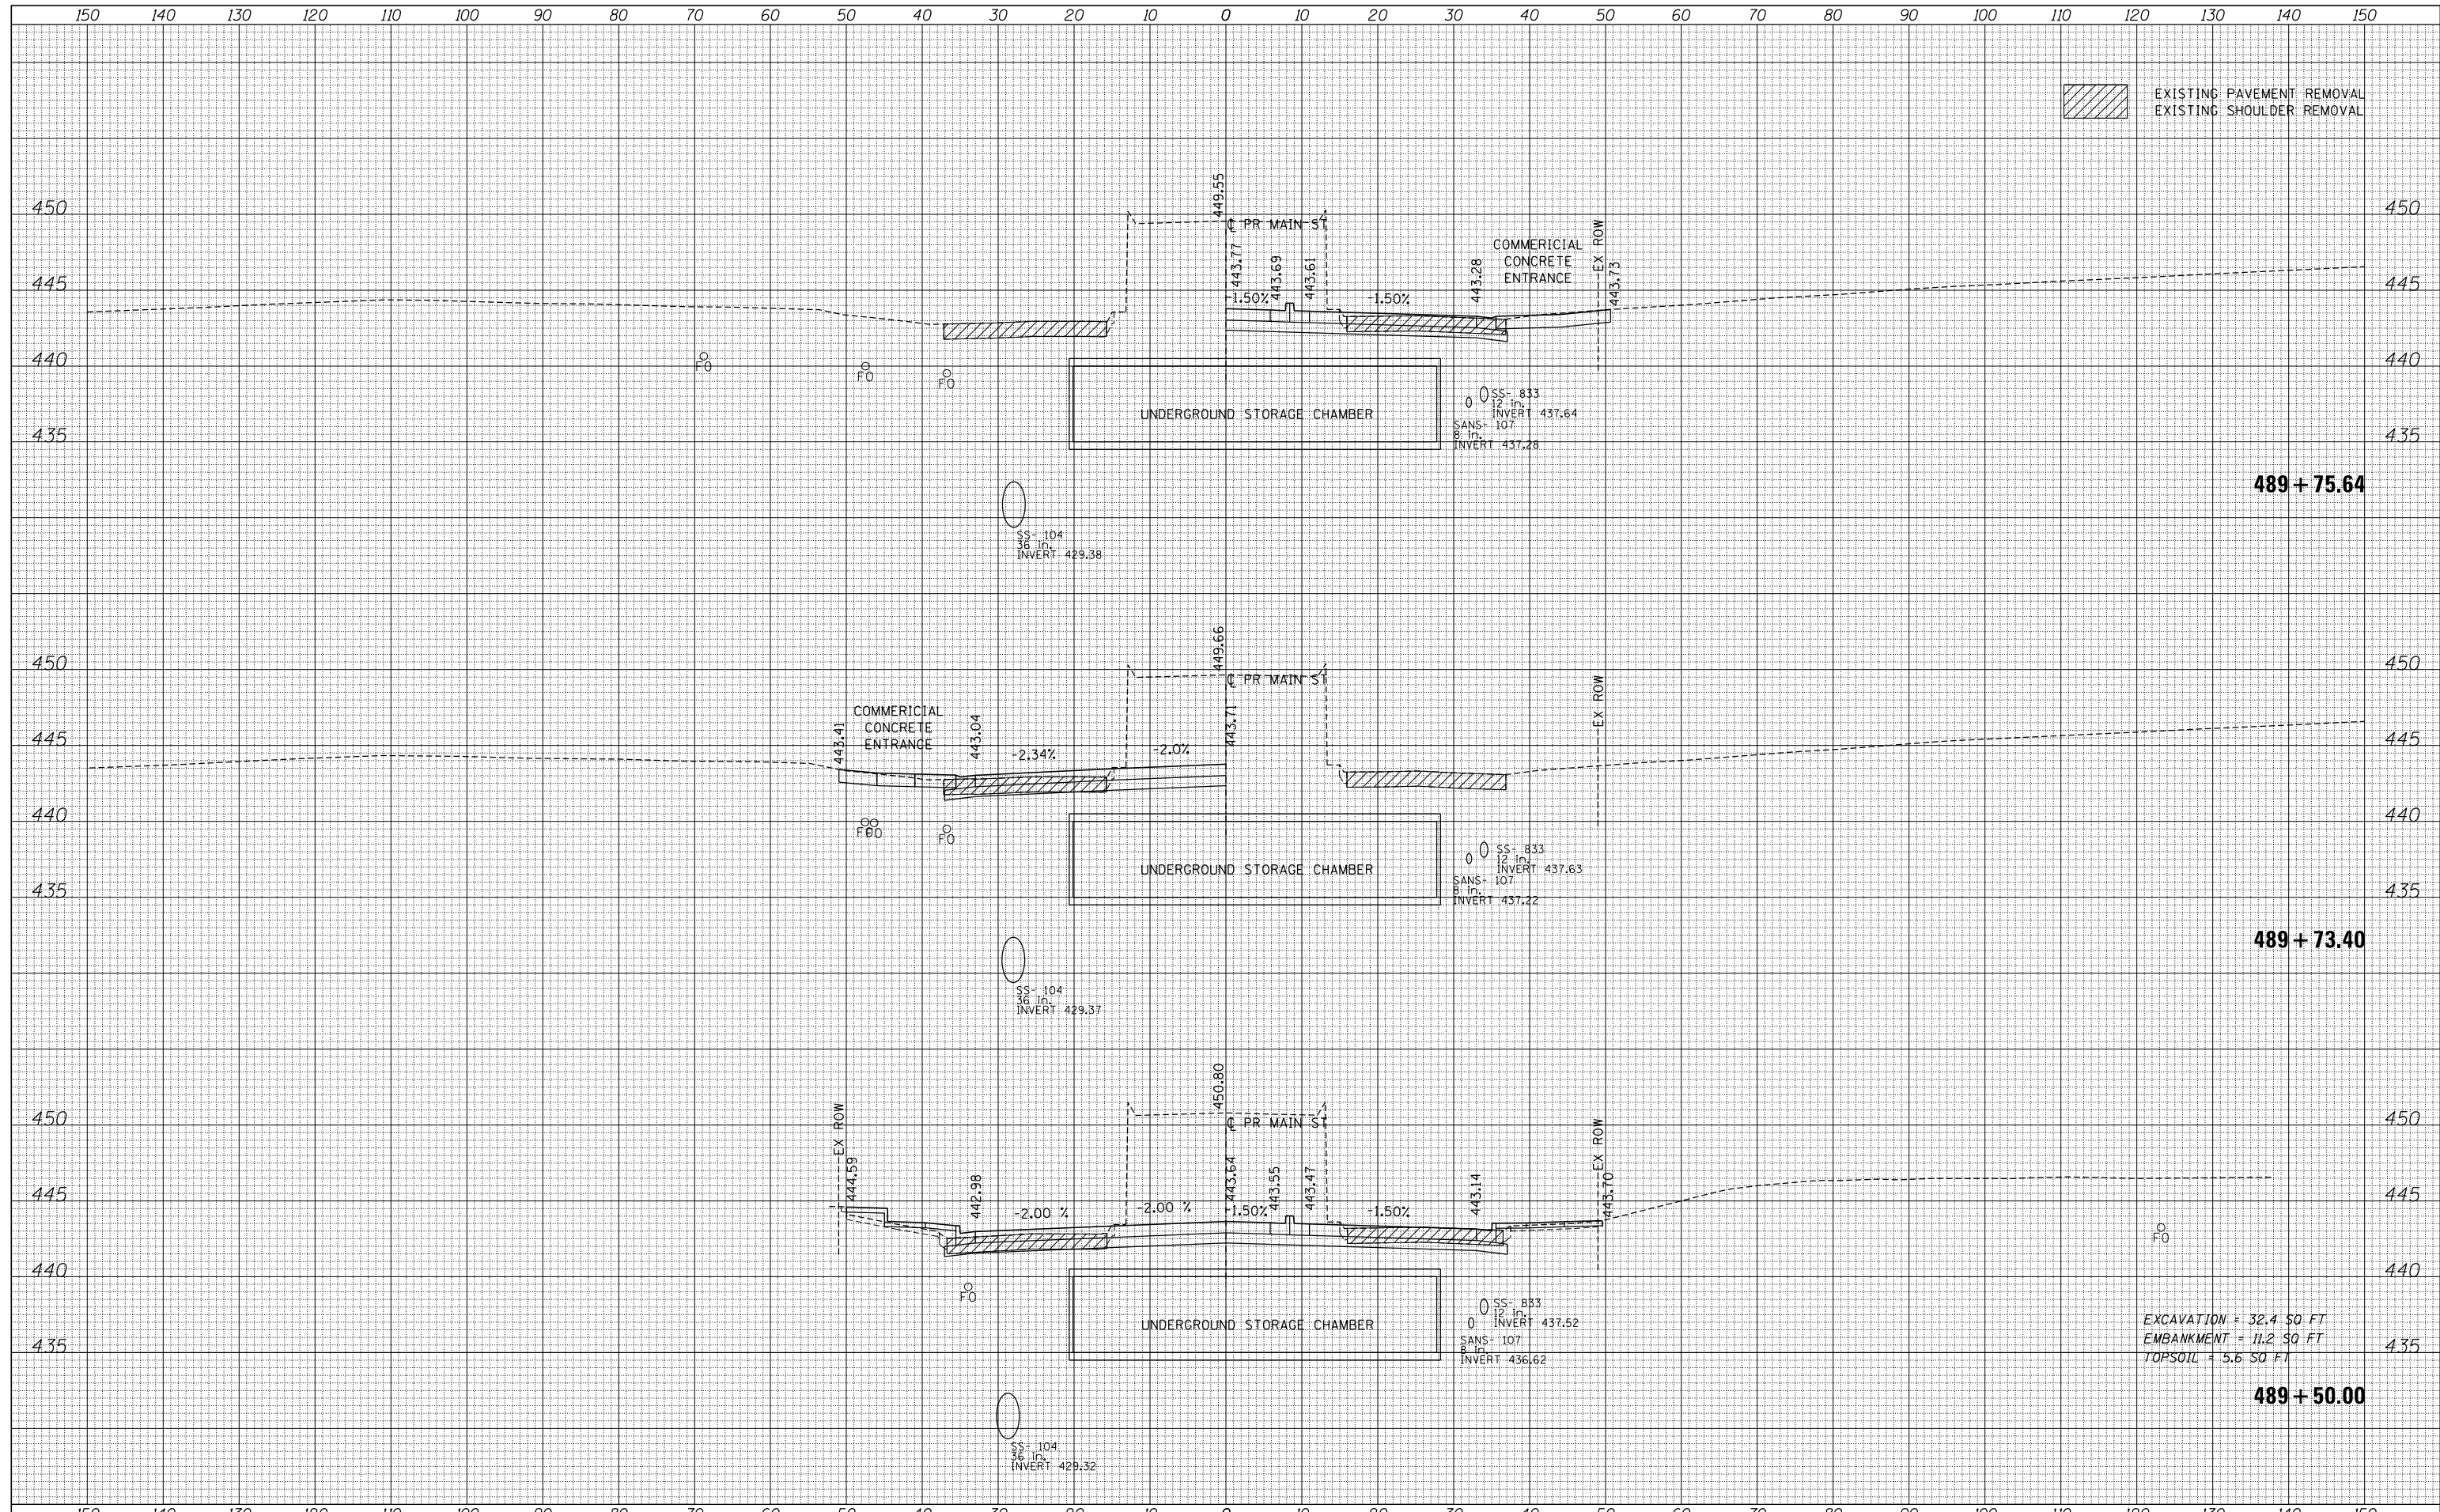 150 140 130 120 110 100 90 80 70 60 50 40 30 20 10 0 10 20 30 40 50 60 70 80 90 100 110 120 130 140 150
EXISTING PAVEMENT REMOVAL
EXISTING SHOULDER REMOVAL
450
449.55
℄ PR MAIN ST
EX ROW
450
COMMERICIAL
CONCRETE
ENTRANCE
443.77
443.69
443.61
443.28
443.73
445
-1.50%
-1.50%
445
440
FO
FO
FO
440
UNDERGROUND STORAGE CHAMBER
SS- 833
12 in.
INVERT 437.64
SANS- 107
8 in.
INVERT 437.28
435
435
489 + 75.64
SS- 104
36 in.
INVERT 429.38
450
449.66
℄ PR MAIN ST
EX ROW
450
COMMERICIAL
CONCRETE
ENTRANCE
443.41
443.04
443.71
445
-2.34%
-2.0%
445
440
FO
FO
FO
440
UNDERGROUND STORAGE CHAMBER
SS- 833
12 in.
INVERT 437.63
SANS- 107
8 in.
INVERT 437.22
435
435
489 + 73.40
SS- 104
36 in.
INVERT 429.37
450
450.80
℄ PR MAIN ST
EX ROW
EX ROW
450
444.59
442.98
443.64
443.55
443.47
443.14
443.70
445
-2.00 %
-2.00 %
-1.50%
-1.50%
445
FO
440
FO
440
UNDERGROUND STORAGE CHAMBER
SS- 833
12 in.
INVERT 437.52
SANS- 107
8 in.
INVERT 436.62
435
435
EXCAVATION = 32.4 SQ FT
EMBANKMENT = 11.2 SQ FT
TOPSOIL = 5.6 SQ FT
489 + 50.00
SS- 104
36 in.
INVERT 429.32
150 140 130 120 110 100 90 80 70 60 50 40 30 20 10 0 10 20 30 40 50 60 70 80 90 100 110 120 130 140 150